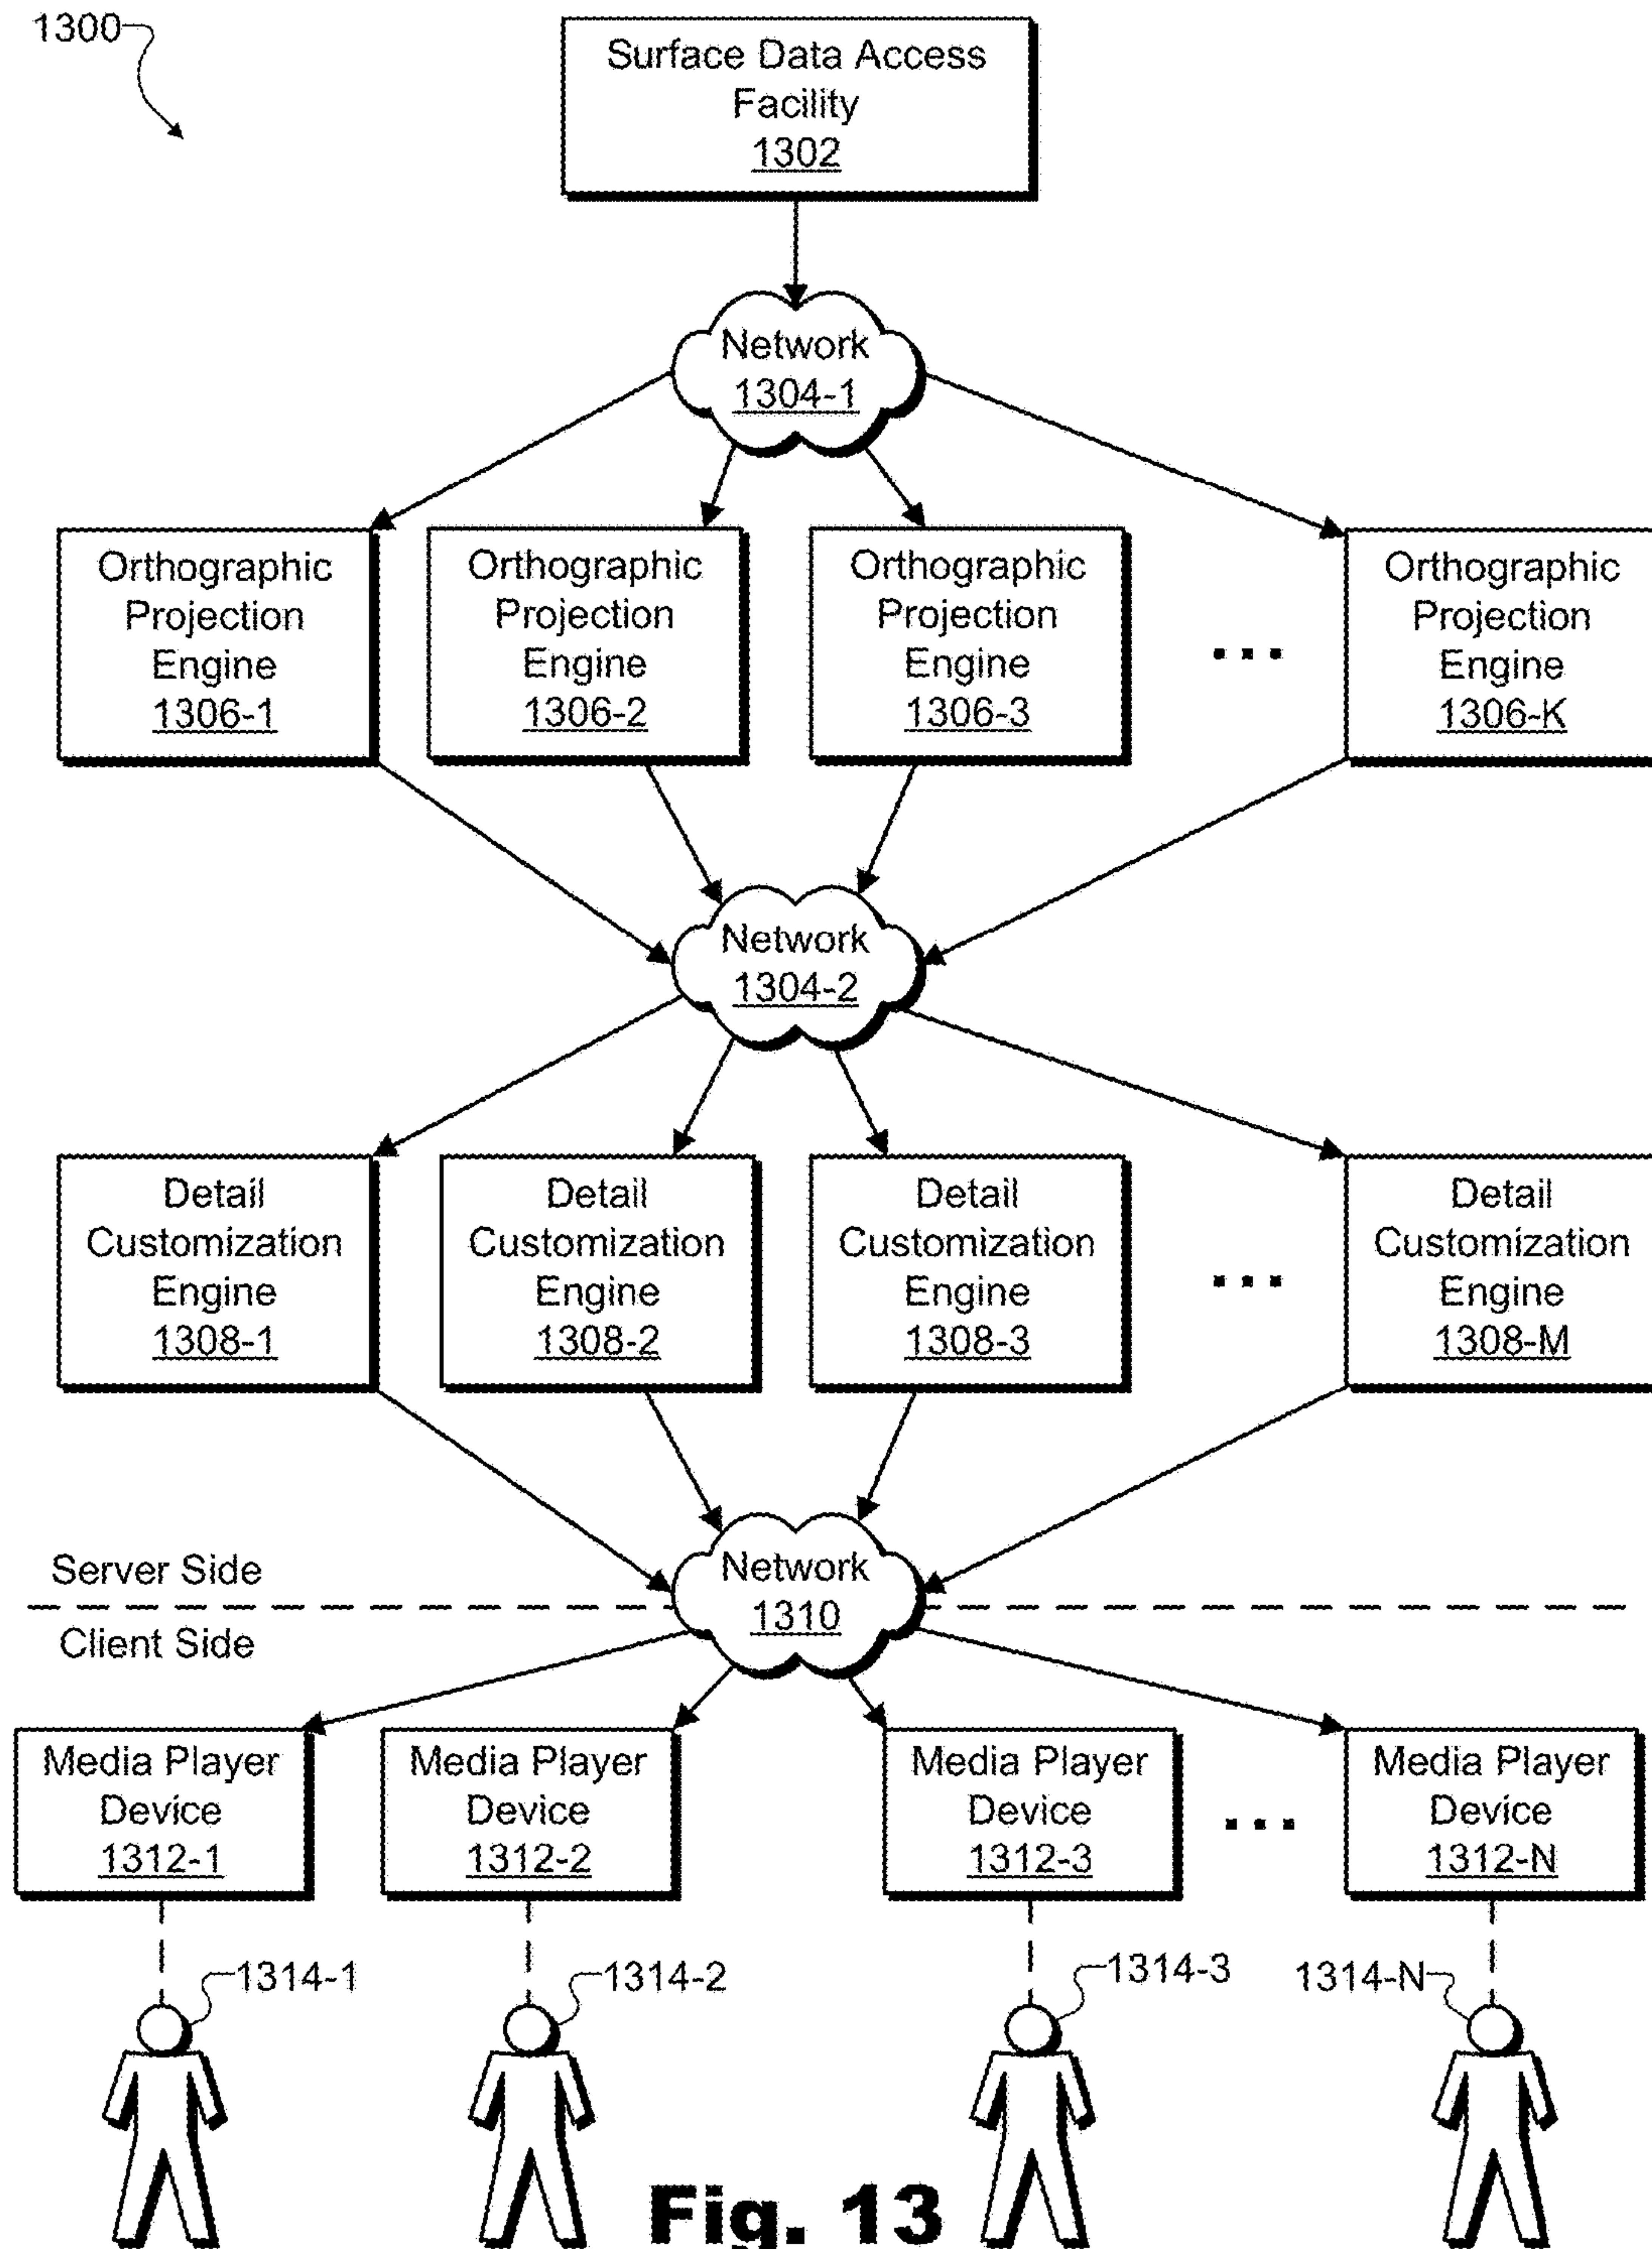 1300
Surface Data Access
Facility
1302
Network
1304-1
Orthographic
Projection
Engine
1306-1
Orthographic
Projection
Engine
1306-2
Orthographic
Projection
Engine
1306-3
...
Orthographic
Projection
Engine
1306-K
Network
1304-2
Detail
Customization
Engine
1308-1
Detail
Customization
Engine
1308-2
Detail
Customization
Engine
1308-3
...
Detail
Customization
Engine
1308-M
Network
1310
Server Side
Client Side
Media Player
Device
1312-1
Media Player
Device
1312-2
Media Player
Device
1312-3
...
Media Player
Device
1312-N
1314-1
1314-2
1314-3
1314-N
Fig. 13